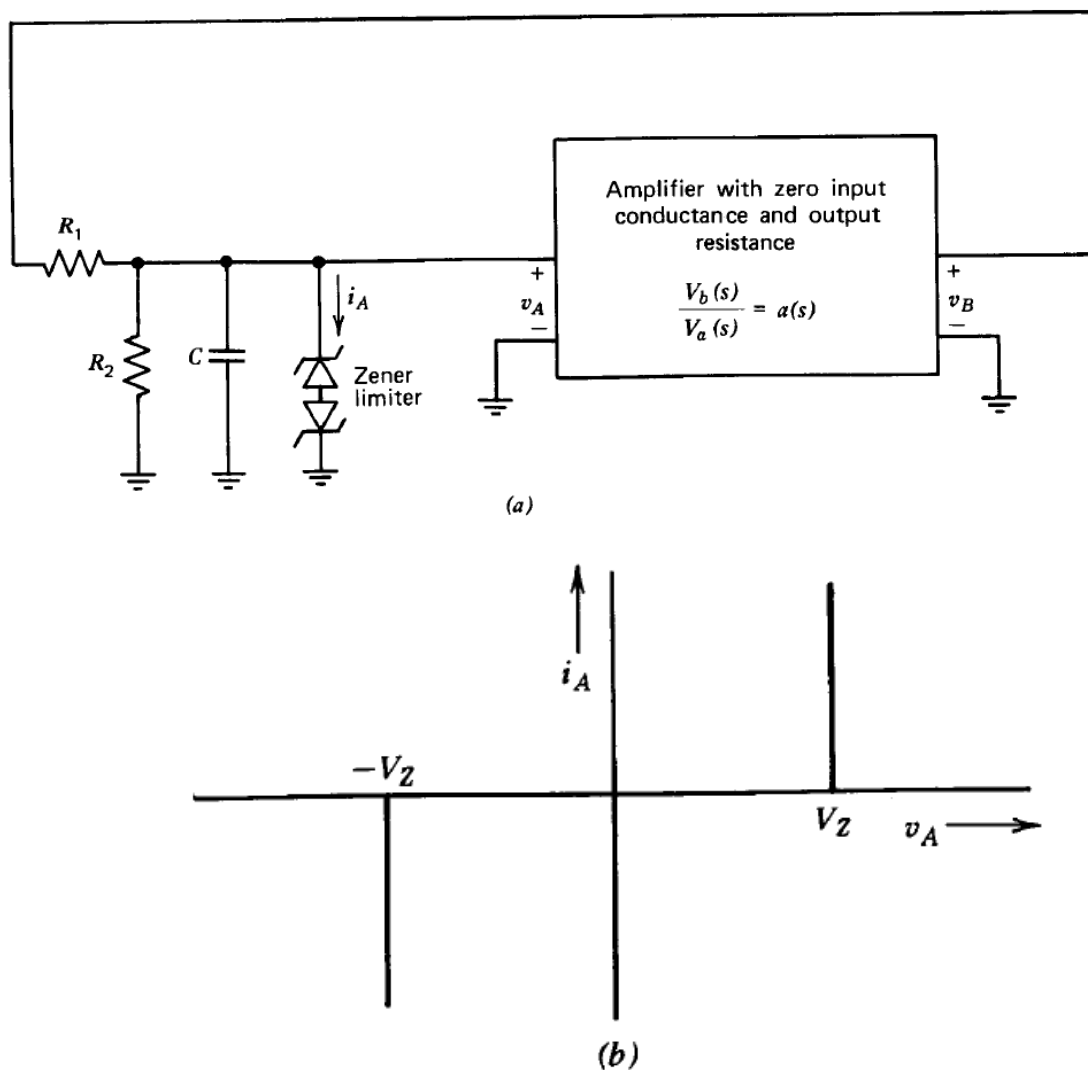 R1
R2
C
iA
Zener
limiter
Amplifier with zero input
conductance and output
resistance
Vb(s)
Va(s)
= a(s)
+
vA
−
+
vB
−
(a)
iA
−VZ
VZ
vA
(b)